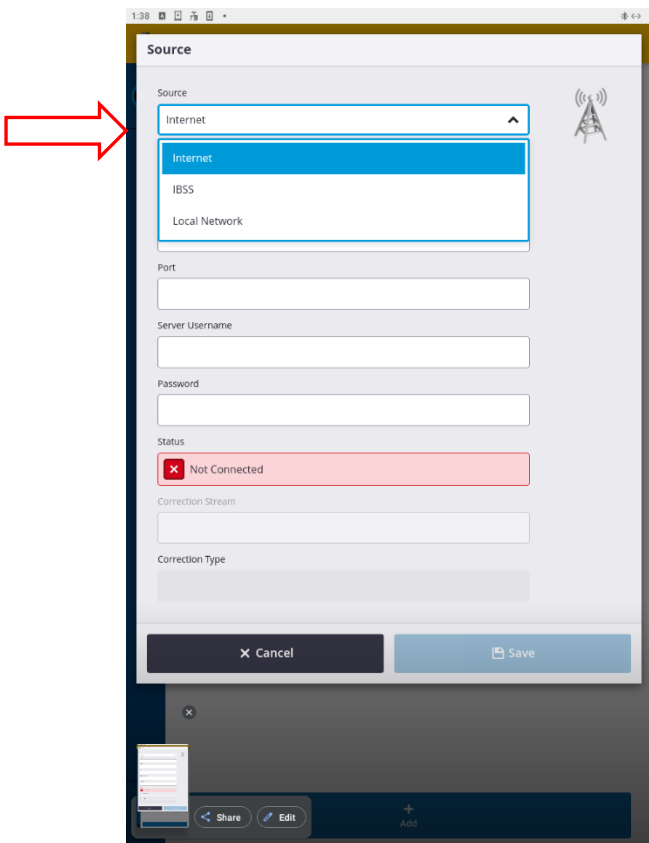 1:38
Source
Source
Internet
Internet
IBSS
Local Network
Port
Server Username
Password
Status
Not Connected
Correction Stream
Correction Type
Cancel
Save
Share
Edit
Add